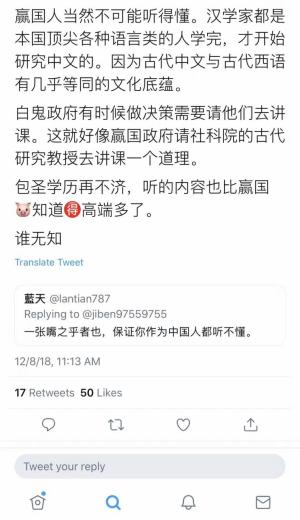 赢国人当然不可能听得懂。汉学家都是
本国顶尖各种语言类的人学完，才开始
研究中文的。因为古代中文与古代西语
有几乎等同的文化底蕴。
白鬼政府有时候做决策需要请他们去讲
课。这就好像赢国政府请社科院的古代
研究教授去讲课一个道理。
包圣学历再不济，听的内容也比赢国
🐷知道🉐高端多了。
谁无知
Translate Tweet
藍天 @lantian787
Replying to @jiben97559755
一张嘴之乎者也，保证你作为中国人都听不懂。
12/8/18, 11:13 AM
17 Retweets 50 Likes
Tweet your reply